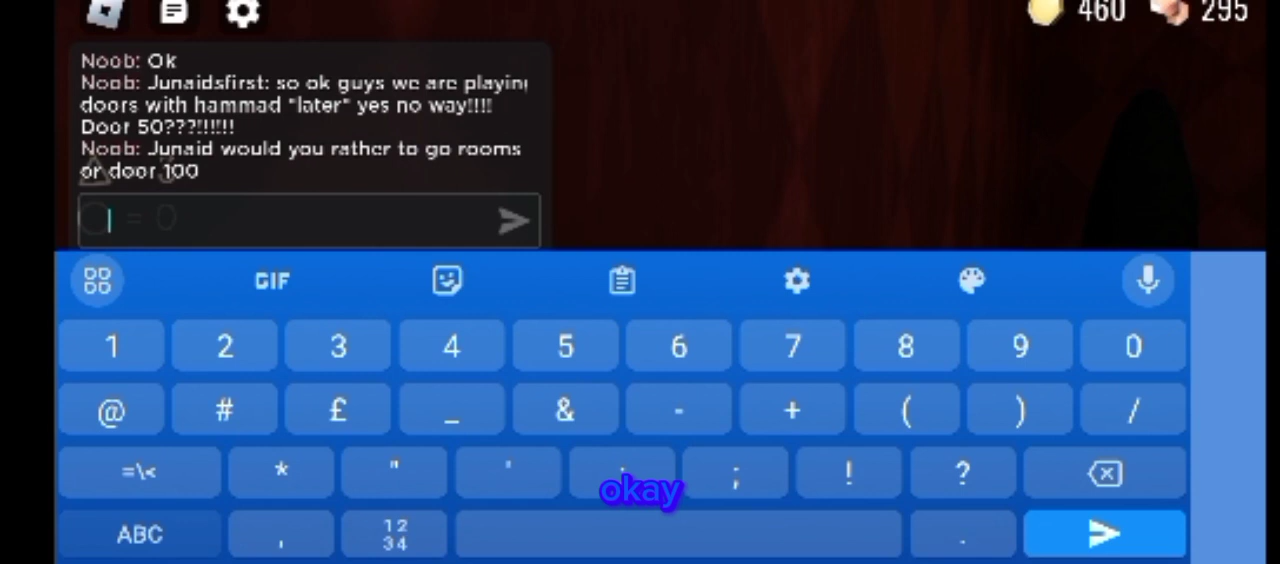 460 295
Noob: Ok
Noob: Junaidsfirst: so ok guys we are playing
doors with hammad "later" yes no way!!!!
Door 50???!!!!!!
Noob: Junaid would you rather to go rooms
or door 100
= 0
GIF
1 2 3 4 5 6 7 8 9 0
@ # £ _ & - + ( ) /
=\< * " ' : ; ! ?
okay
ABC , 12 .
34